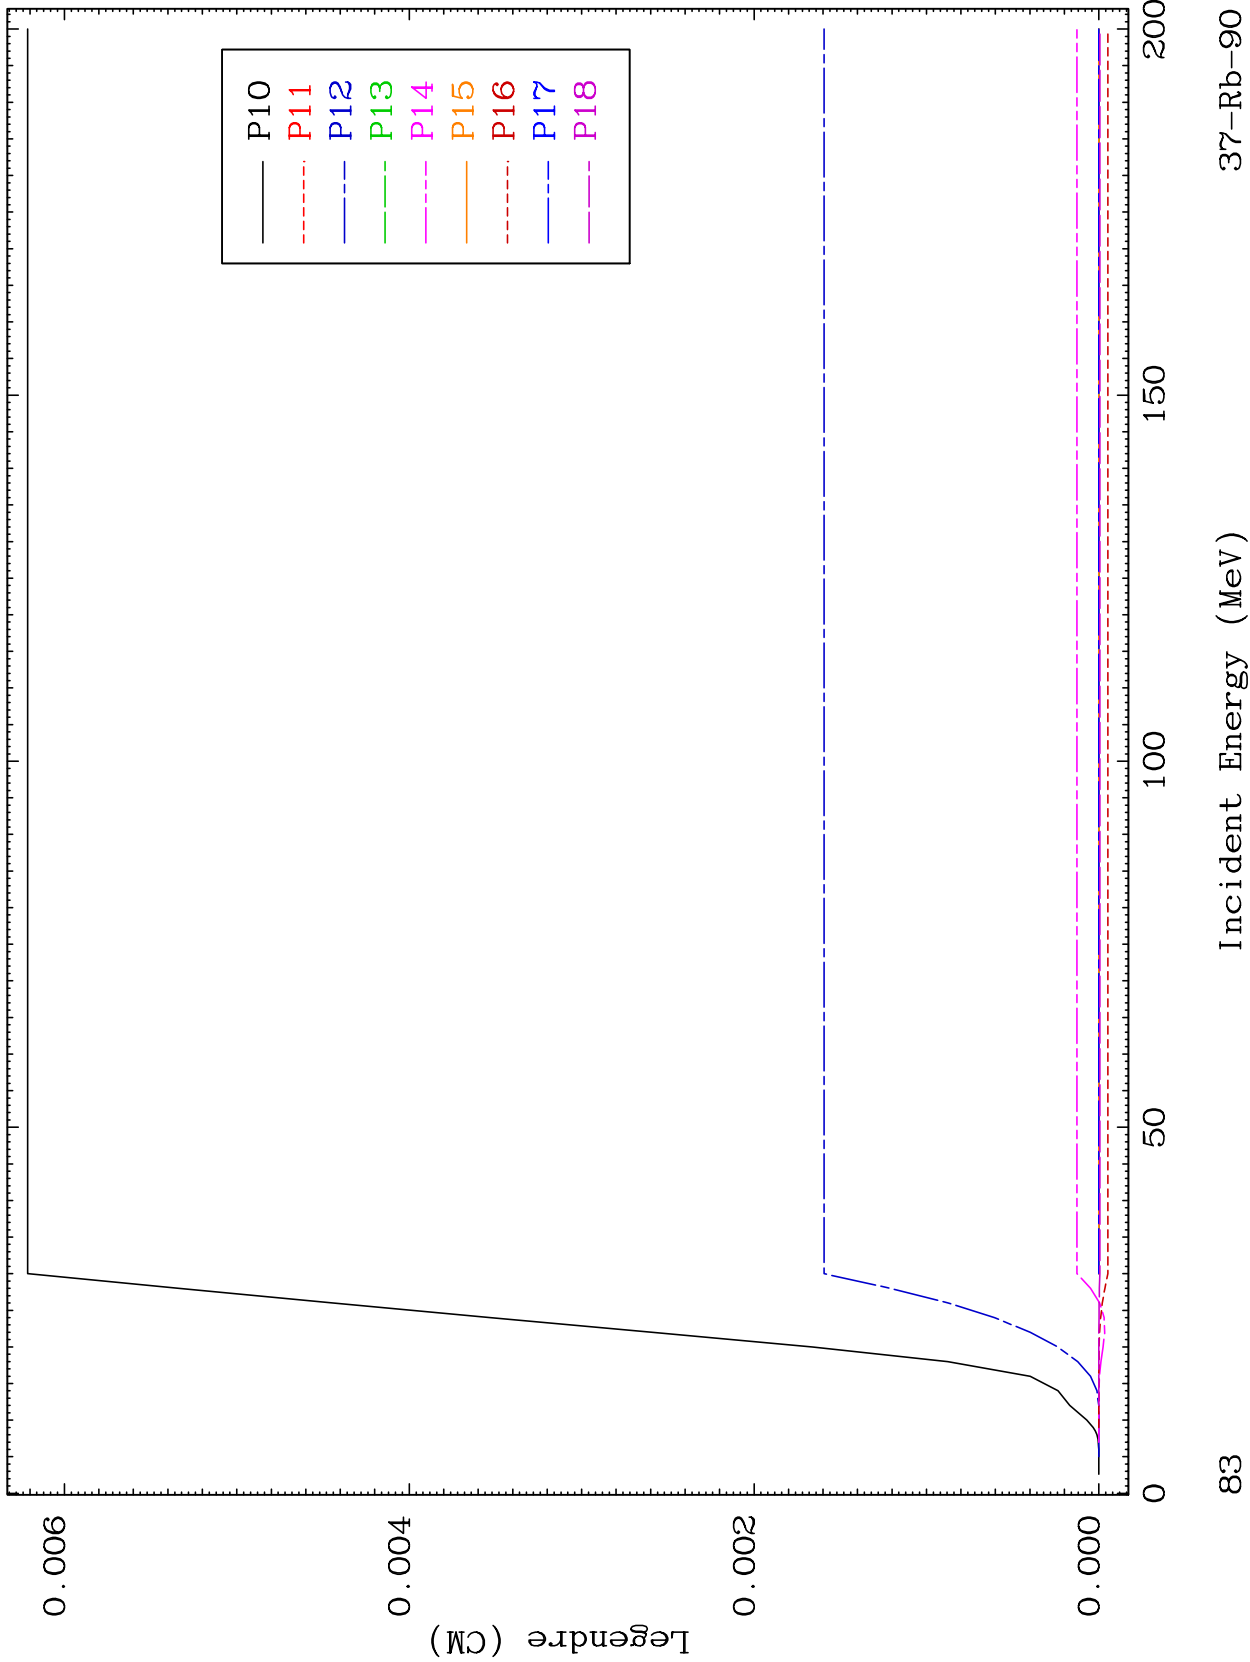 P10
P11
P12
P13
P14
P15
P16
P17
P18
0.006
0.004
0.002
0.000
Legendre (CM)
0
50
100
150
200
Incident Energy (MeV)
83
37-Rb-90